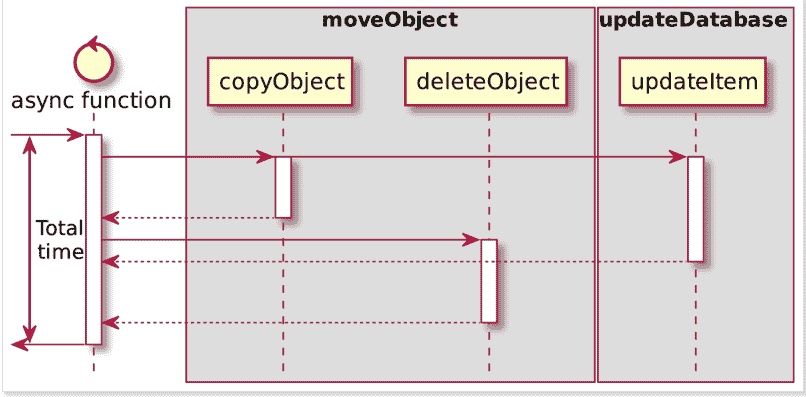 moveObject
updateDatabase
copyObject
deleteObject
updateItem
async function
Total
time